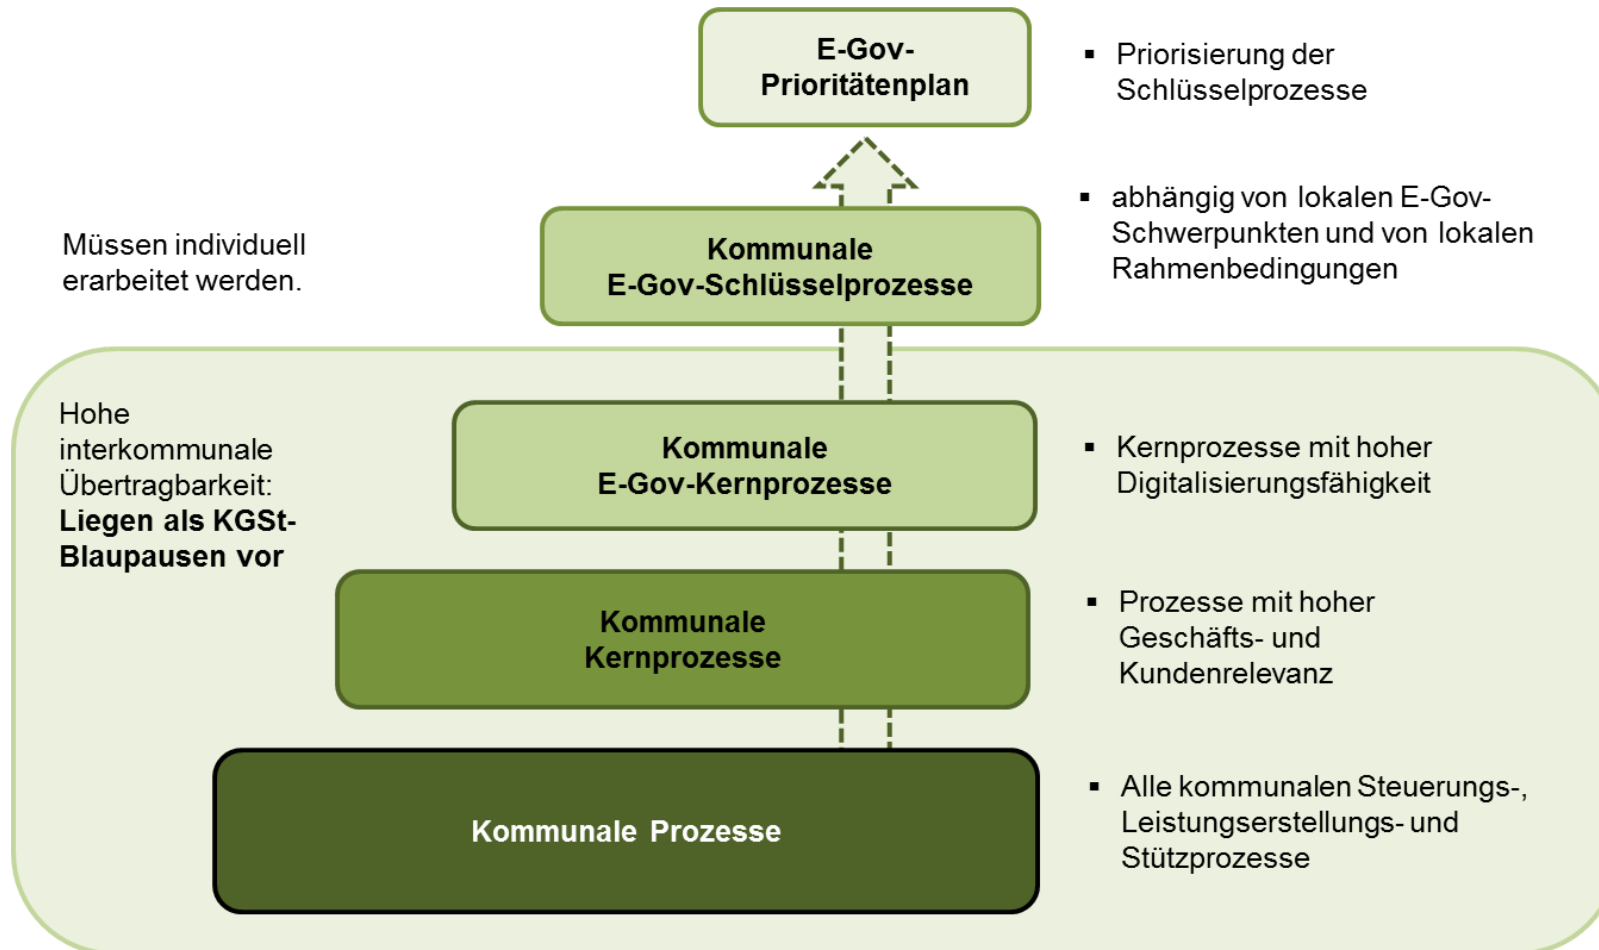 E-Gov-
Prioritätenplan
▪ Priorisierung der
Schlüsselprozesse
Müssen individuell
erarbeitet werden.
Kommunale
E-Gov-Schlüsselprozesse
▪ abhängig von lokalen E-Gov-
Schwerpunkten und von lokalen
Rahmenbedingungen
Hohe
interkommunale
Übertragbarkeit:
Liegen als KGSt-
Blaupausen vor
Kommunale
E-Gov-Kernprozesse
▪ Kernprozesse mit hoher
Digitalisierungsfähigkeit
Kommunale
Kernprozesse
▪ Prozesse mit hoher
Geschäfts- und
Kundenrelevanz
Kommunale Prozesse
▪ Alle kommunalen Steuerungs-,
Leistungserstellungs- und
Stützprozesse